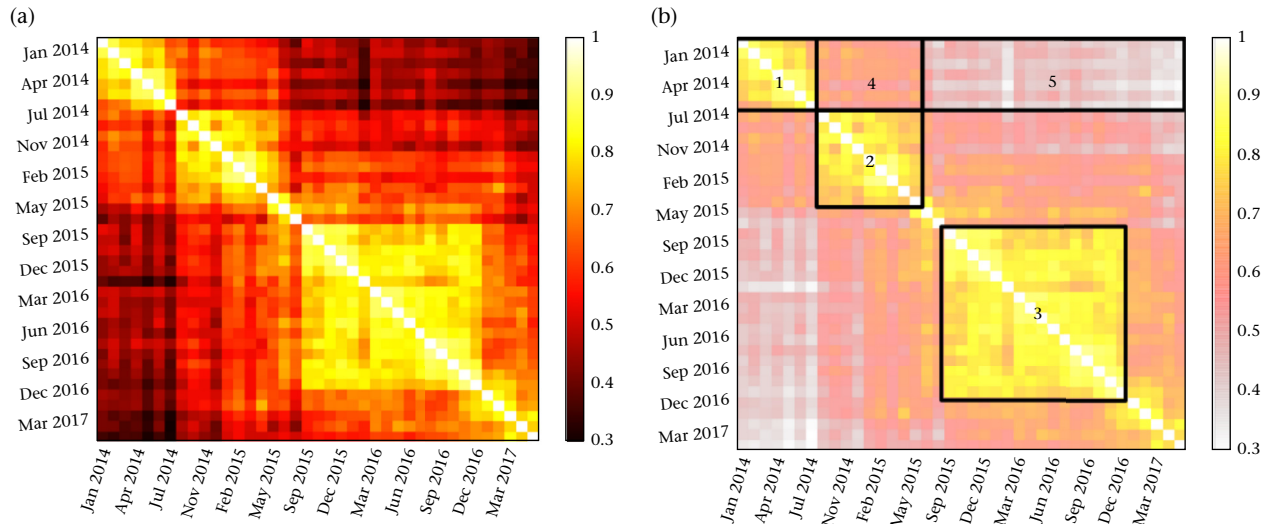 (a)
Jan 2014
Apr 2014
Jul 2014
Nov 2014
Feb 2015
May 2015
Sep 2015
Dec 2015
Mar 2016
Jun 2016
Sep 2016
Dec 2016
Mar 2017
Jan 2014
Apr 2014
Jul 2014
Nov 2014
Feb 2015
May 2015
Sep 2015
Dec 2015
Mar 2016
Jun 2016
Sep 2016
Dec 2016
Mar 2017
1
0.9
0.8
0.7
0.6
0.5
0.4
0.3
(b)
Jan 2014
Apr 2014
Jul 2014
Nov 2014
Feb 2015
May 2015
Sep 2015
Dec 2015
Mar 2016
Jun 2016
Sep 2016
Dec 2016
Mar 2017
1
4
5
2
3
Jan 2014
Apr 2014
Jul 2014
Nov 2014
Feb 2015
May 2015
Sep 2015
Dec 2015
Mar 2016
Jun 2016
Sep 2016
Dec 2016
Mar 2017
1
0.9
0.8
0.7
0.6
0.5
0.4
0.3